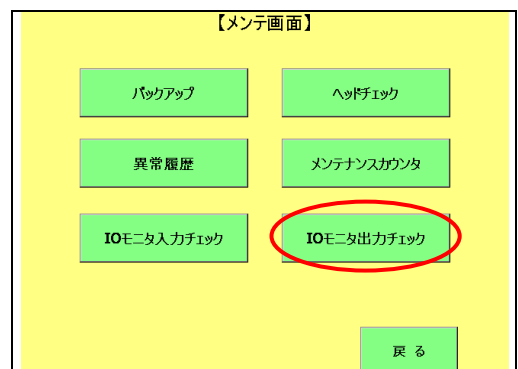 【メンテ画面】
バックアップ
ヘッドチェック
異常履歴
メンテナンスカウンタ
IOモニタ入力チェック
IOモニタ出力チェック
戻る